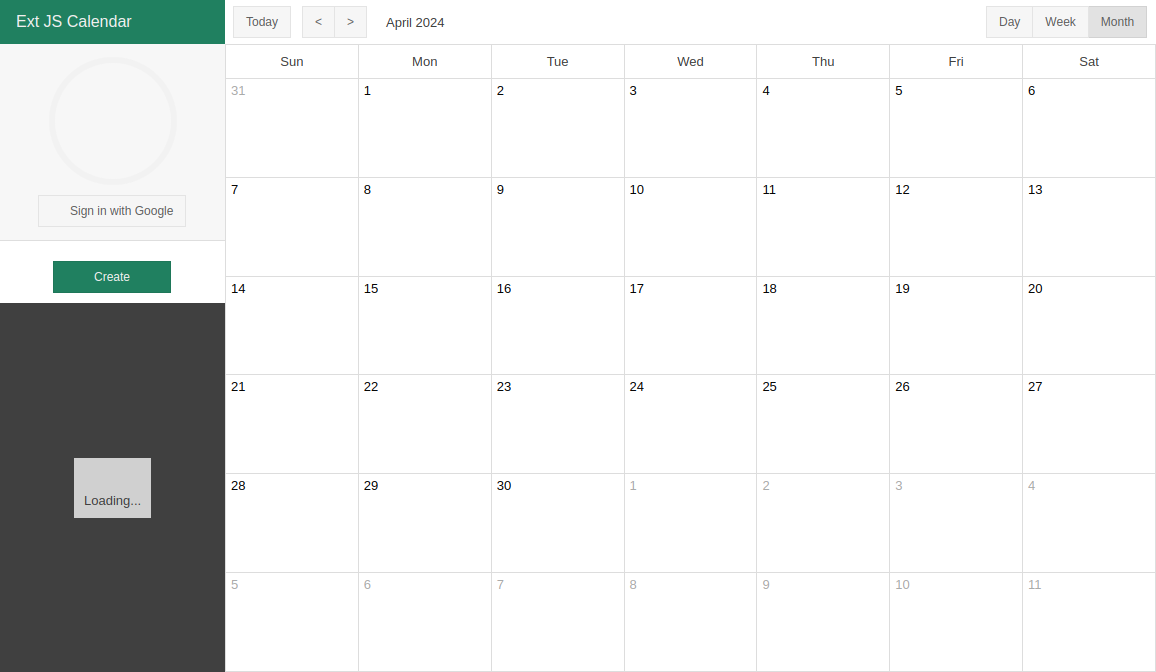 Ext JS Calendar
Today < > April 2024 Day Week Month
Sign in with Google
Create
Loading...
Sun Mon Tue Wed Thu Fri Sat
31 1 2 3 4 5 6
7 8 9 10 11 12 13
14 15 16 17 18 19 20
21 22 23 24 25 26 27
28 29 30 1 2 3 4
5 6 7 8 9 10 11